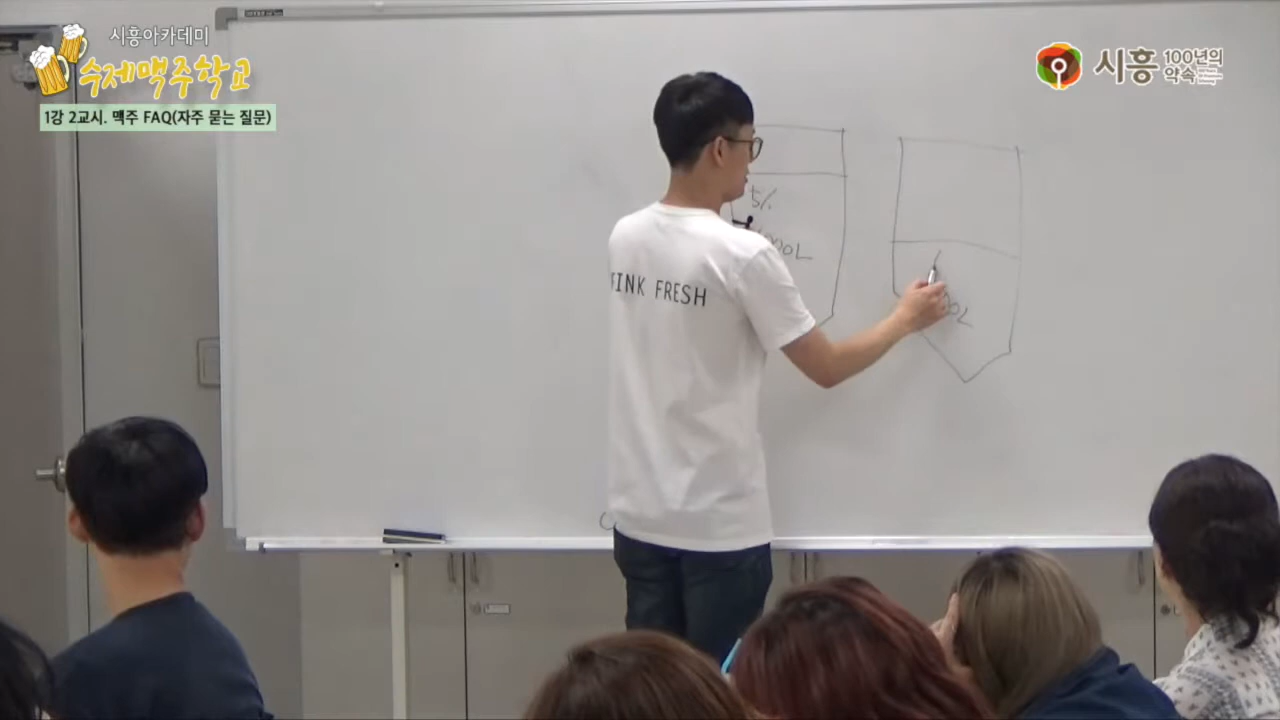 시흥아카데미
수제맥주학교
1강 2교시. 맥주 FAQ(자주 묻는 질문)
시흥 100년의 약속
5%
INK FRESH